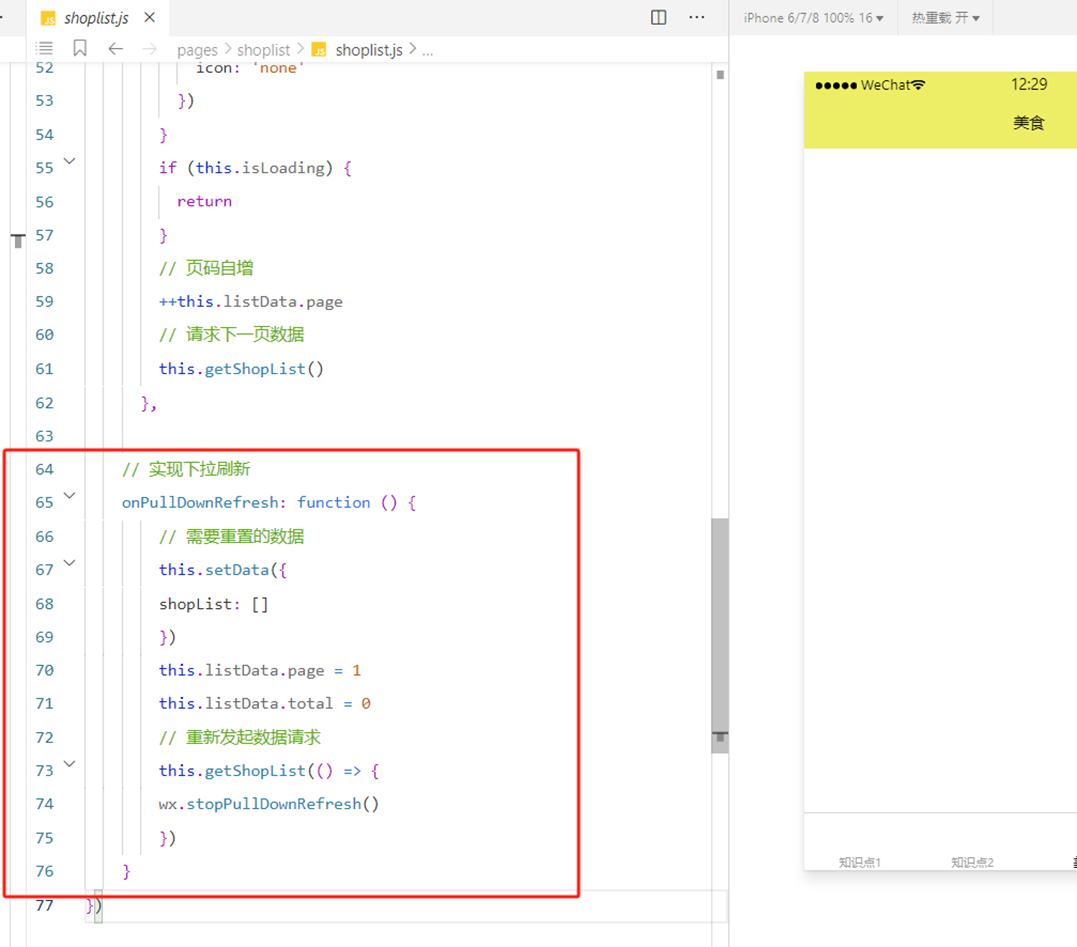 shoplist.js
iPhone 6/7/8 100% 16
热重载 开
pages
shoplist
shoplist.js
...
52 icon: 'none'
53 })
54 }
55 if (this.isLoading) {
56 return
57 }
58 // 页码自增
59 ++this.listData.page
60 // 请求下一页数据
61 this.getShopList()
62 },
63
64 // 实现下拉刷新
65 onPullDownRefresh: function () {
66 // 需要重置的数据
67 this.setData({
68 shopList: []
69 })
70 this.listData.page = 1
71 this.listData.total = 0
72 // 重新发起数据请求
73 this.getShopList(() => {
74 wx.stopPullDownRefresh()
75 })
76 }
77 })
WeChat
12:29
美食
知识点1
知识点2